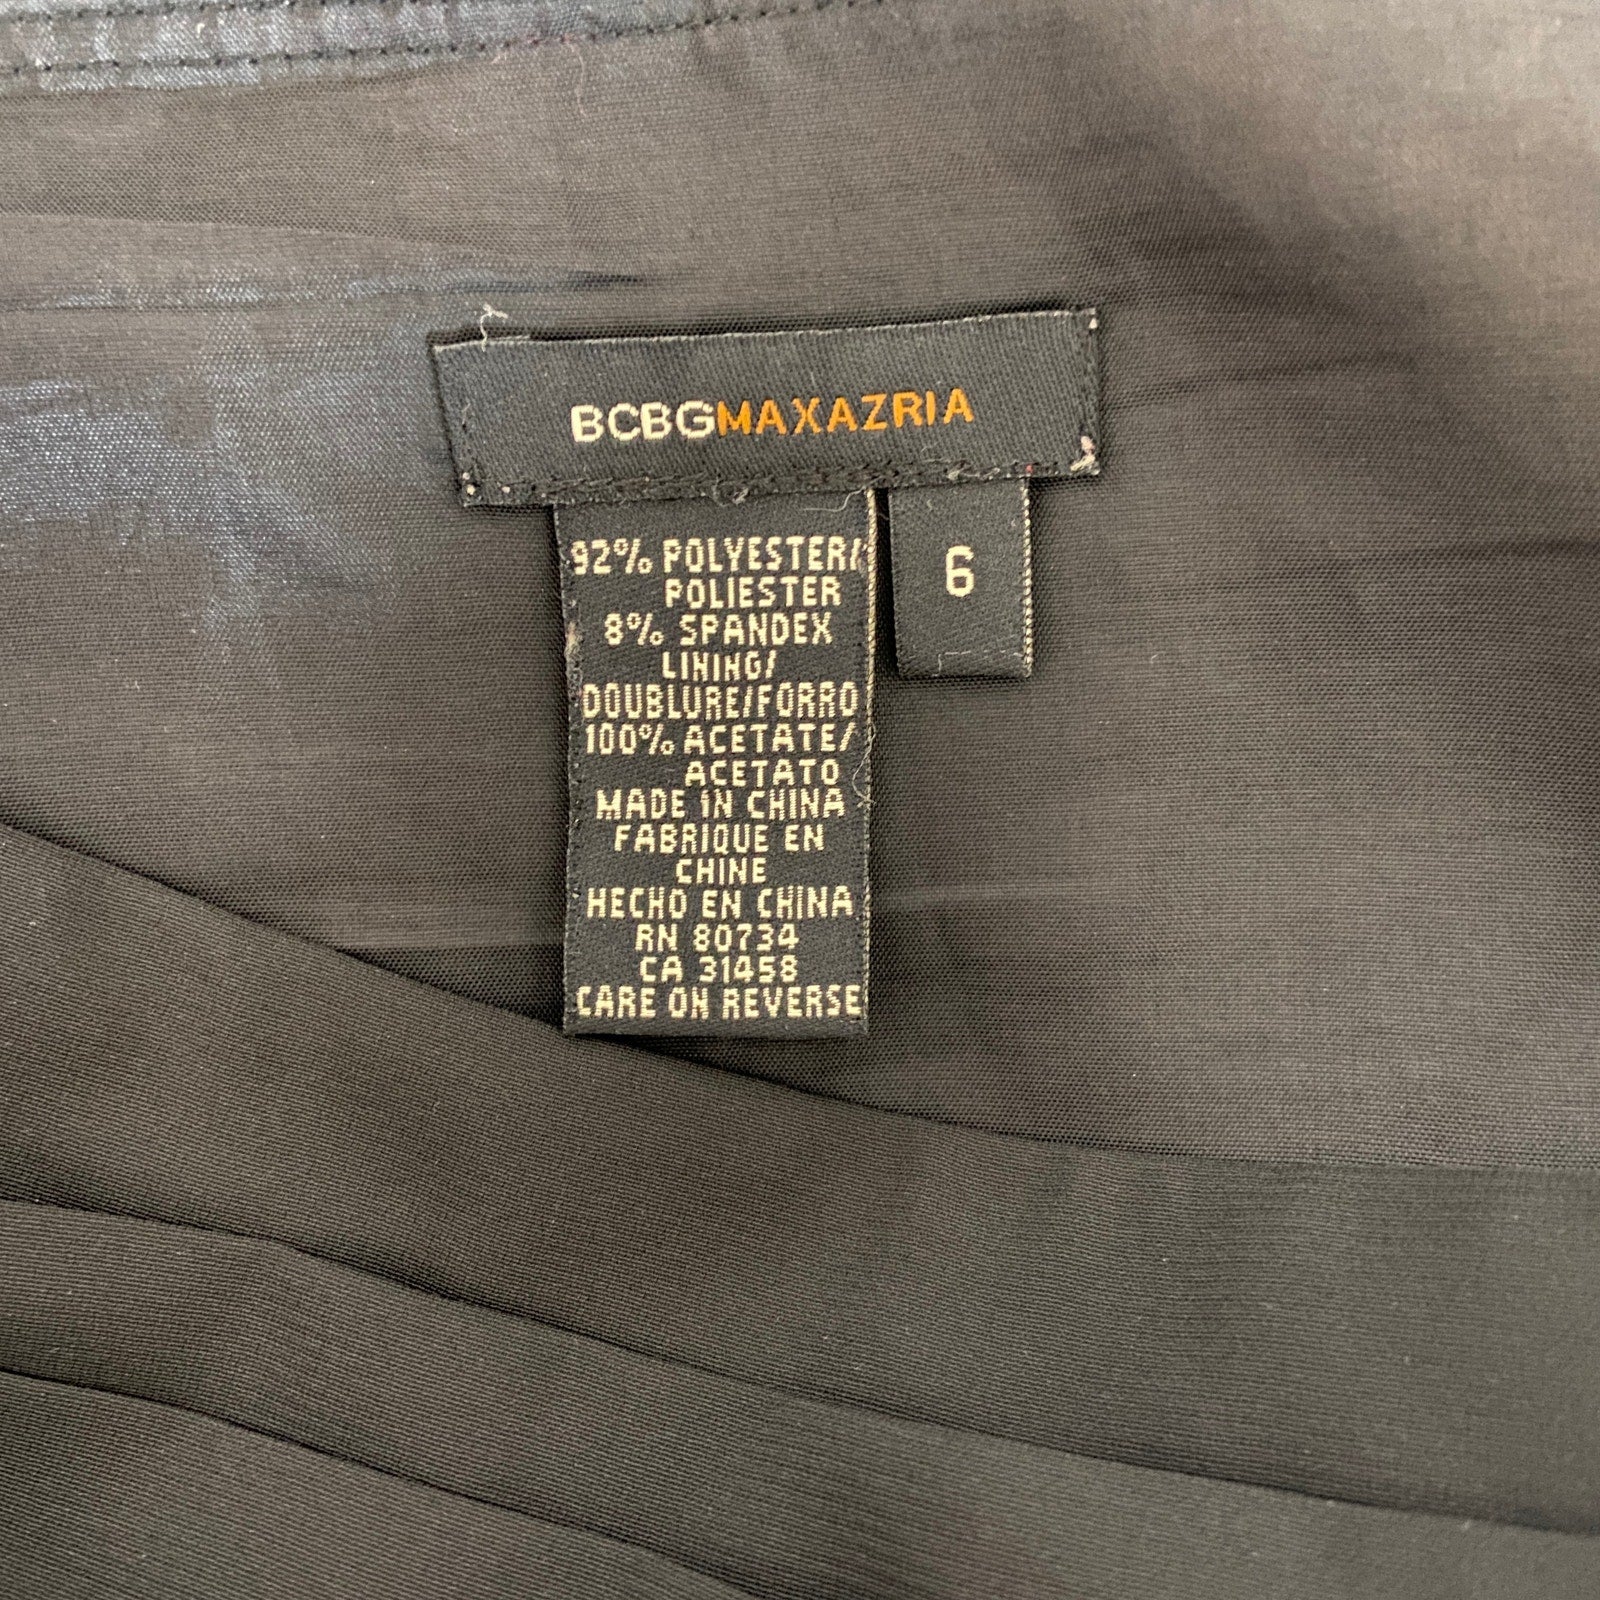 BCBGMAXAZRIA
92% POLYESTER/
POLIESTER
8% SPANDEX
LINING/
DOUBLURE/FORRO
100% ACETATE/
ACETATO
MADE IN CHINA
FABRIQUE EN
CHINE
HECHO EN CHINA
RN 80734
CA 31458
CARE ON REVERSE
6